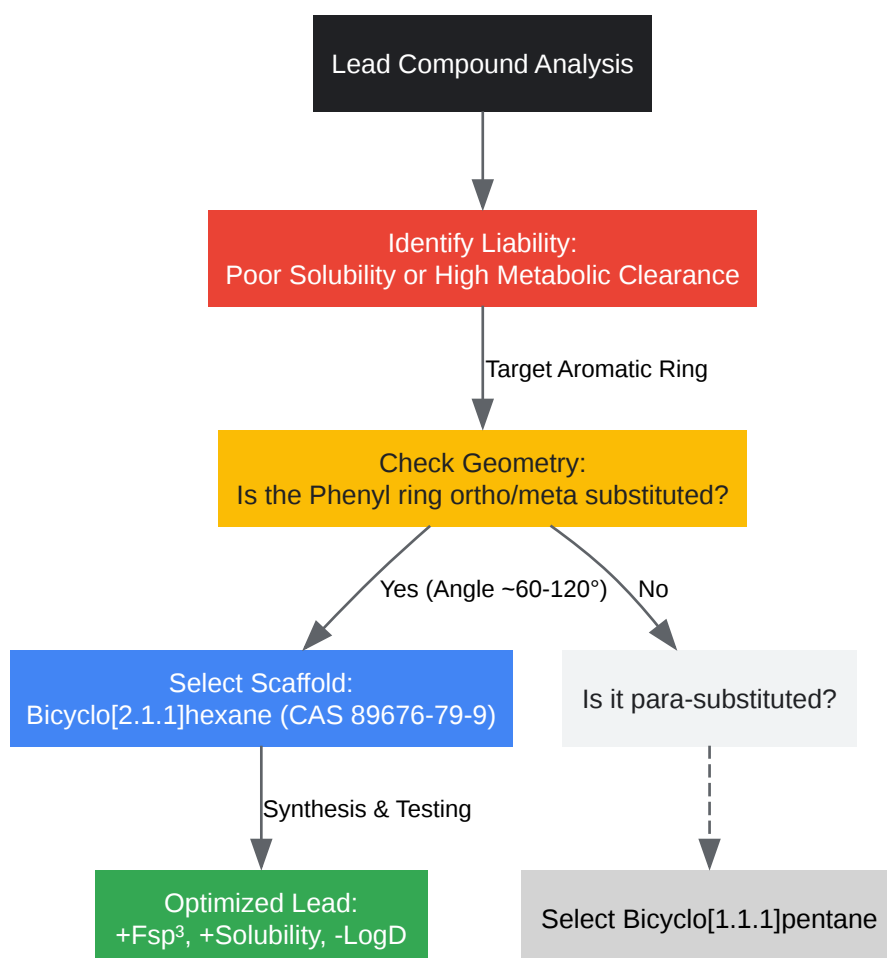 Lead Compound Analysis
Identify Liability:
Poor Solubility or High Metabolic Clearance
Target Aromatic Ring
Check Geometry:
Is the Phenyl ring ortho/meta substituted?
Yes (Angle ~60-120°)
No
Select Scaffold:
Bicyclo[2.1.1]hexane (CAS 89676-79-9)
Is it para-substituted?
Synthesis & Testing
Optimized Lead:
+Fsp³, +Solubility, -LogD
Select Bicyclo[1.1.1]pentane